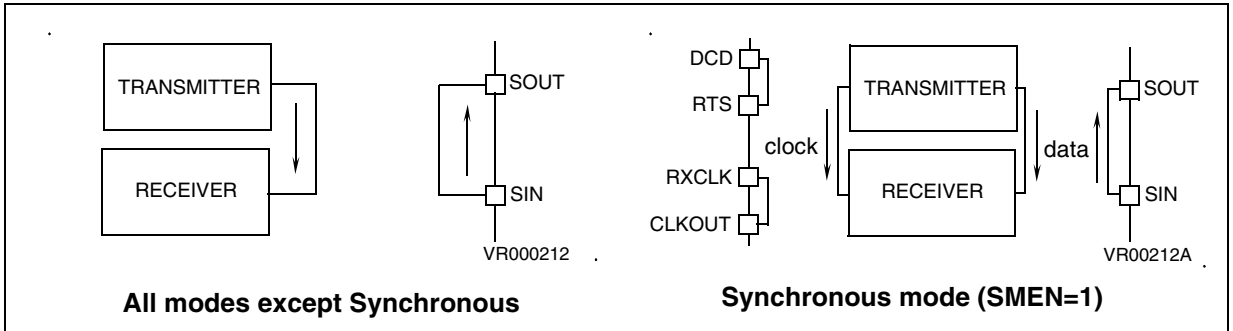 TRANSMITTER
RECEIVER
SOUT
SIN
VR000212
All modes except Synchronous
DCD
RTS
RXCLK
CLKOUT
clock
TRANSMITTER
RECEIVER
data
SOUT
SIN
VR00212A
Synchronous mode (SMEN=1)